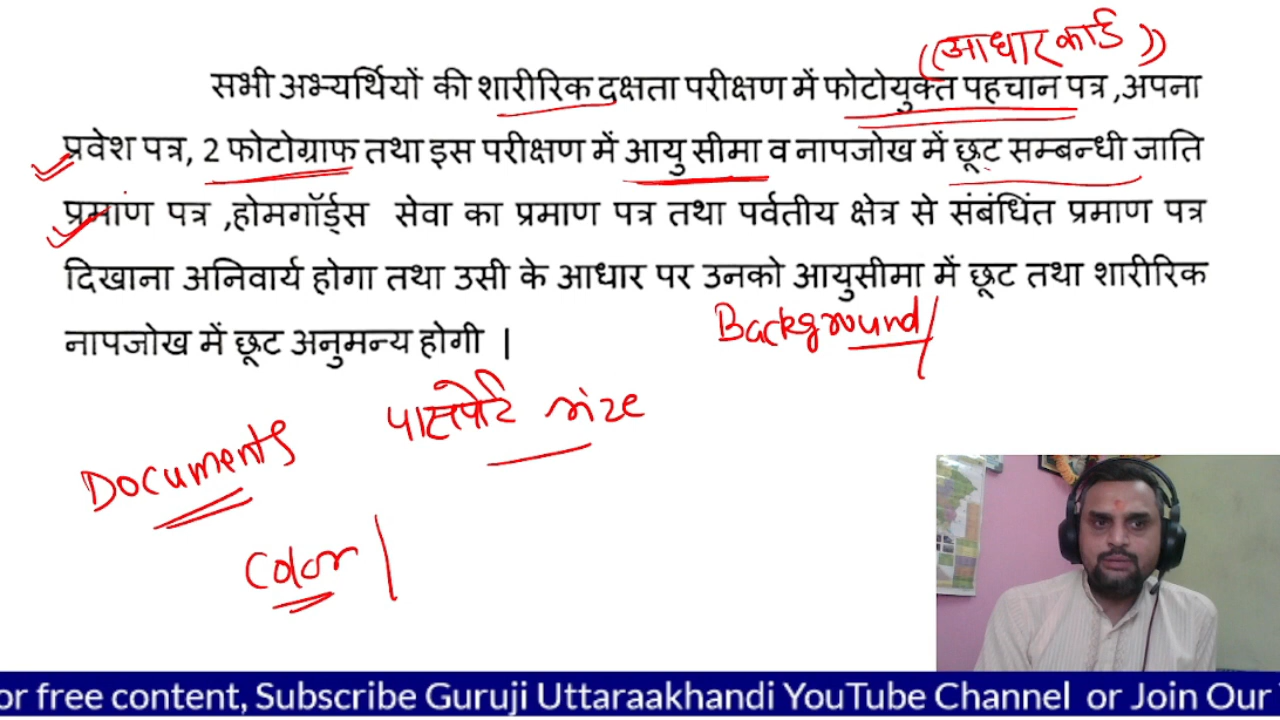 ((आधार कार्ड))
सभी अभ्यर्थियों की शारीरिक दक्षता परीक्षण में फोटोयुक्त पहचान पत्र ,अपना
प्रवेश पत्र, 2 फोटोग्राफ तथा इस परीक्षण में आयु सीमा व नापजोख में छूट सम्बन्धी जाति
प्रमाण पत्र ,होमगॉर्ड्स सेवा का प्रमाण पत्र तथा पर्वतीय क्षेत्र से संबंधिंत प्रमाण पत्र
दिखाना अनिवार्य होगा तथा उसी के आधार पर उनको आयुसीमा में छूट तथा शारीरिक
नापजोख में छूट अनुमन्य होगी |
Background
पासपोर्ट साइज
Documents
Color
or free content, Subscribe Guruji Uttaraakhandi YouTube Channel or Join Our